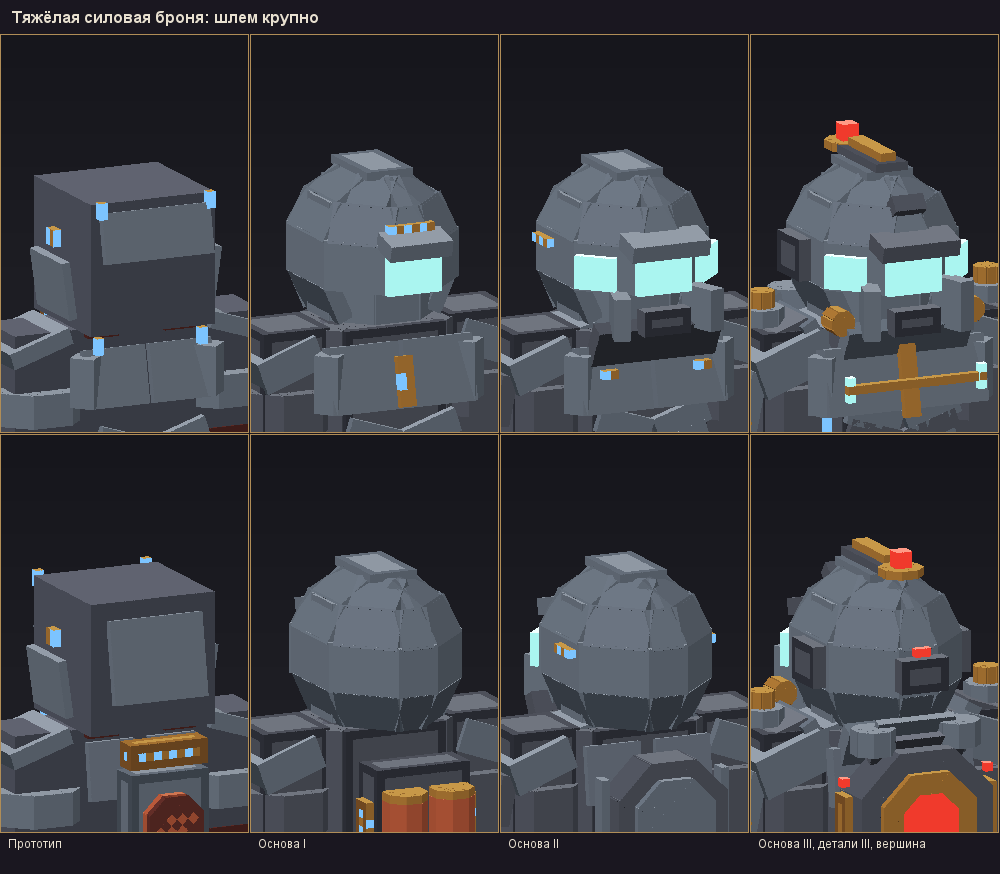 Тяжёлая силовая броня: шлем крупно
Прототип
Основа I
Основа II
Основа III, детали III, вершина